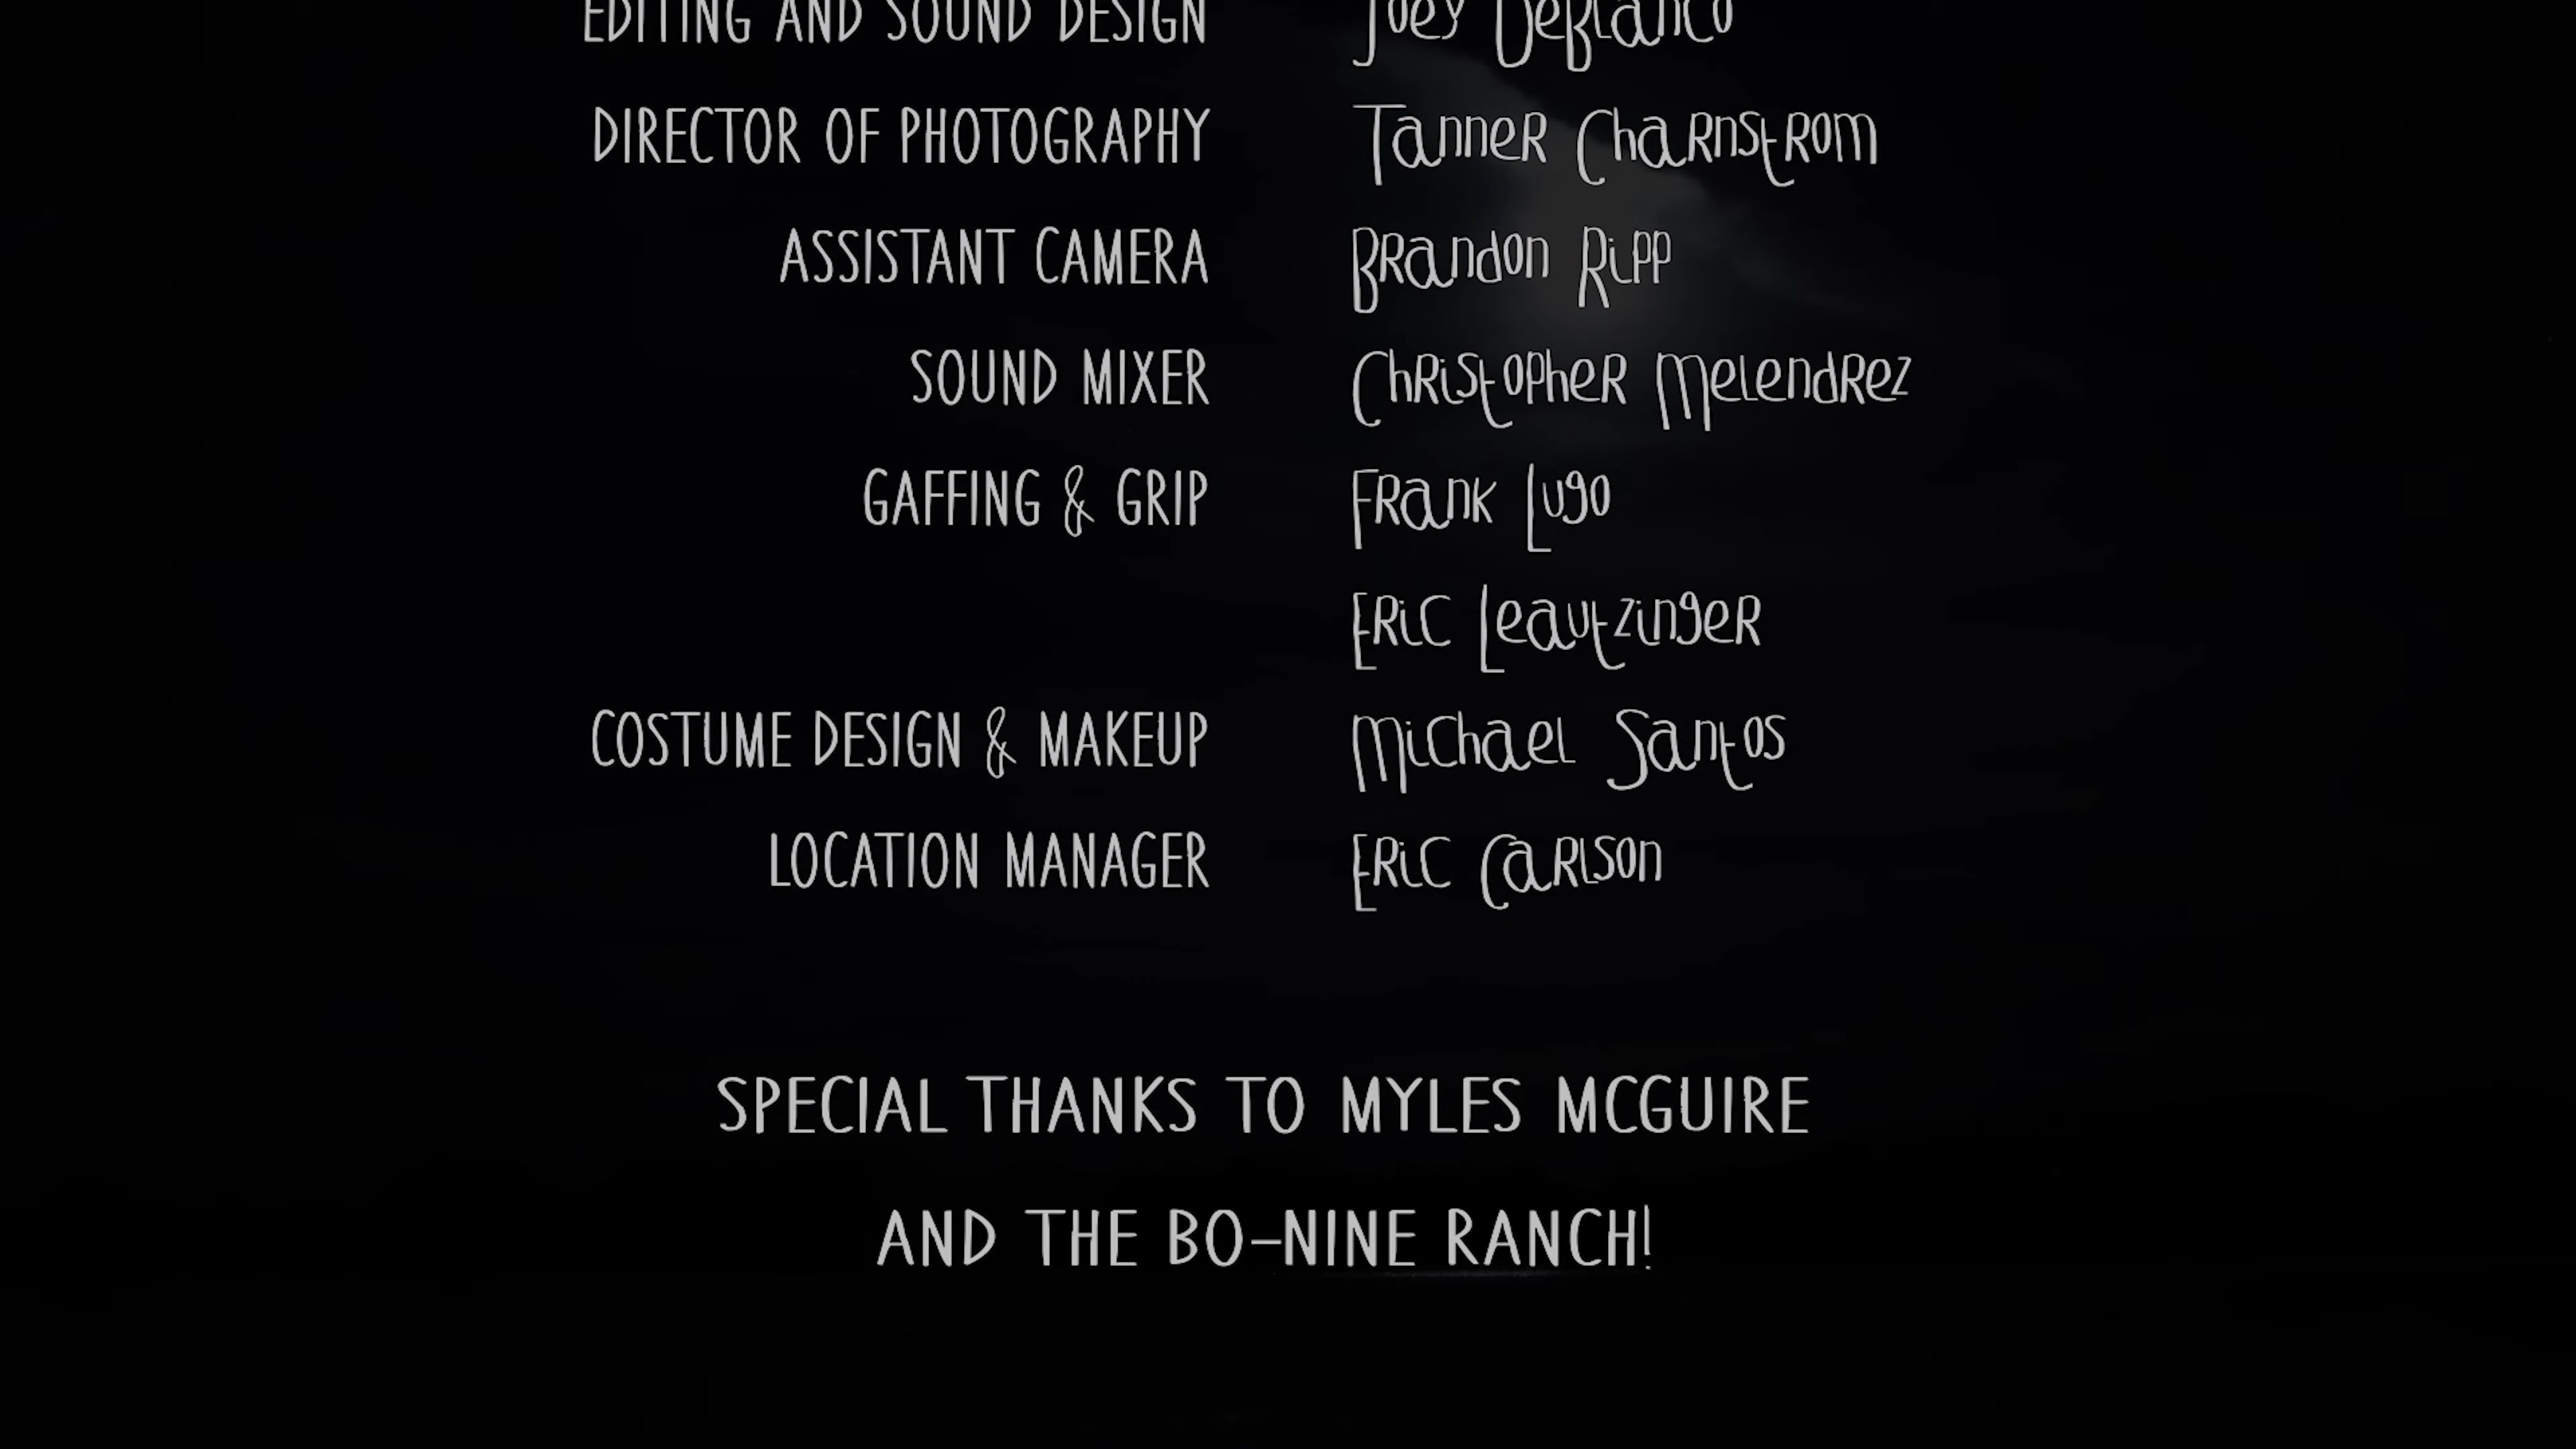 EDITING AND SOUND DESIGN Joey
DIRECTOR OF PHOTOGRAPHY Tanner Charnstrom
ASSISTANT CAMERA Brandon Ripp
SOUND MIXER Christopher Melendrez
GAFFING & GRIP Frank Lugo
Eric Leautzinger
COSTUME DESIGN & MAKEUP Michael Santos
LOCATION MANAGER Eric Carlson
SPECIAL THANKS TO MYLES MCGUIRE
AND THE BO-NINE RANCH!